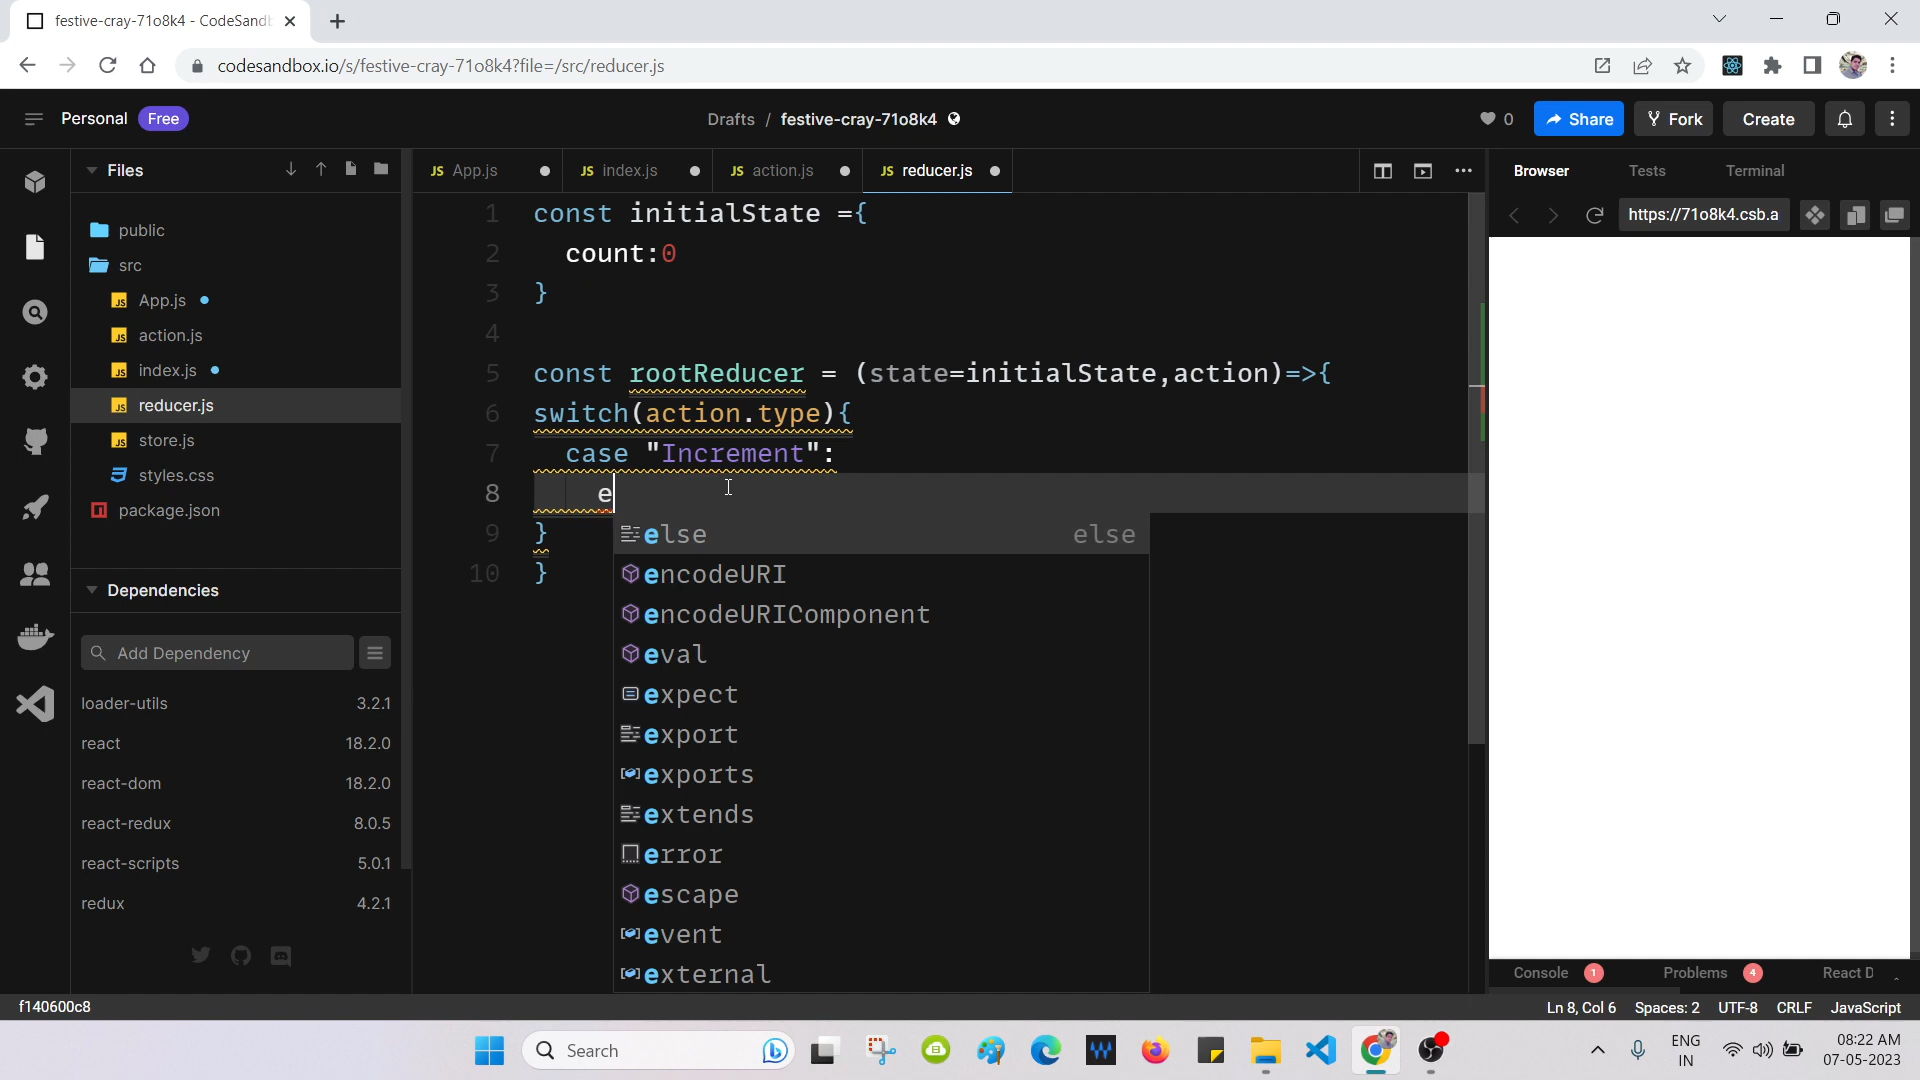 festive-cray-71o8k4 - CodeSandb
codesandbox.io/s/festive-cray-71o8k4?file=/src/reducer.js
Personal Free
Drafts / festive-cray-71o8k4
0
Share
Fork
Create
Files
public
src
App.js
action.js
index.js
reducer.js
store.js
styles.css
package.json
Dependencies
Add Dependency
loader-utils 3.2.1
react 18.2.0
react-dom 18.2.0
react-redux 8.0.5
react-scripts 5.0.1
redux 4.2.1
JS App.js
JS index.js
JS action.js
JS reducer.js
1 const initialState ={
2 count:0
3 }
4
5 const rootReducer = (state=initialState,action)=>{
6 switch(action.type){
7 case "Increment":
8 e
9 }
10 }
else else
encodeURI
encodeURIComponent
eval
expect
export
exports
extends
error
escape
event
external
Browser Tests Terminal
https://71o8k4.csb.a
Console 1 Problems 4 React D
f140600c8
Ln 8, Col 6 Spaces: 2 UTF-8 CRLF JavaScript
Search
ENG
IN
08:22 AM
07-05-2023